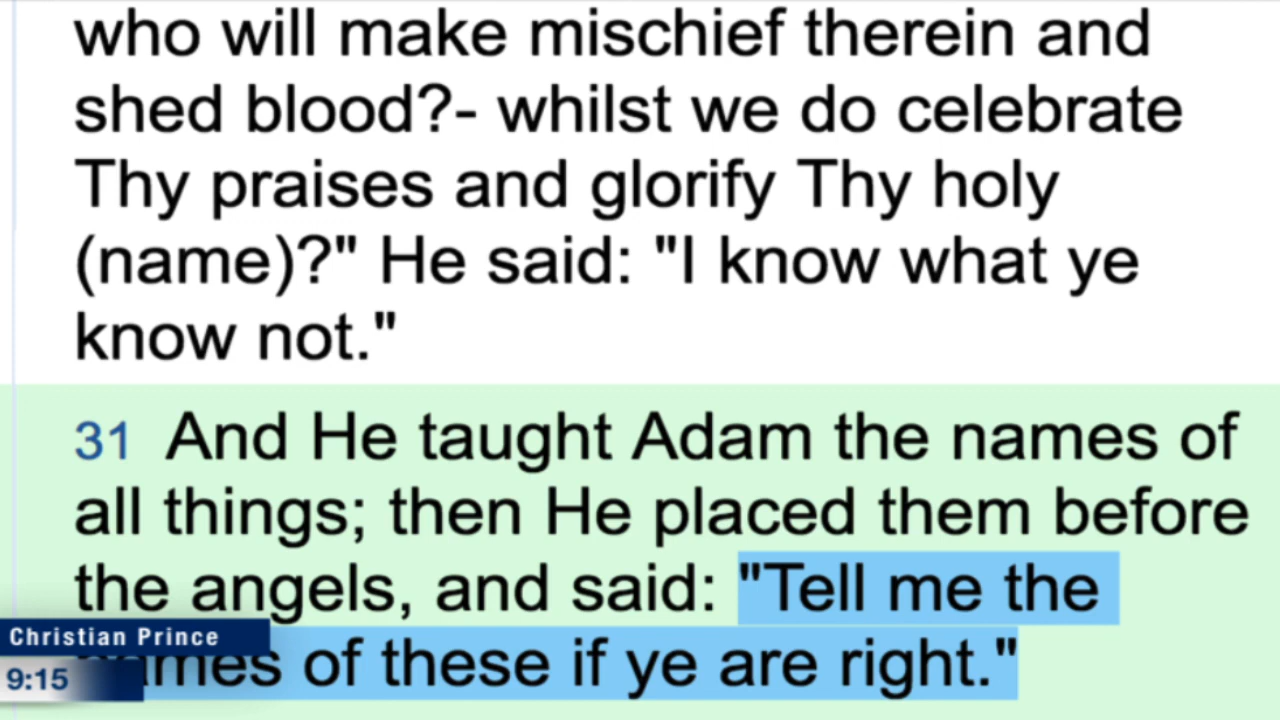 who will make mischief therein and
shed blood?- whilst we do celebrate
Thy praises and glorify Thy holy
(name)?" He said: "I know what ye
know not."
31 And He taught Adam the names of
all things; then He placed them before
the angels, and said: "Tell me the
names of these if ye are right."
Christian Prince
9:15